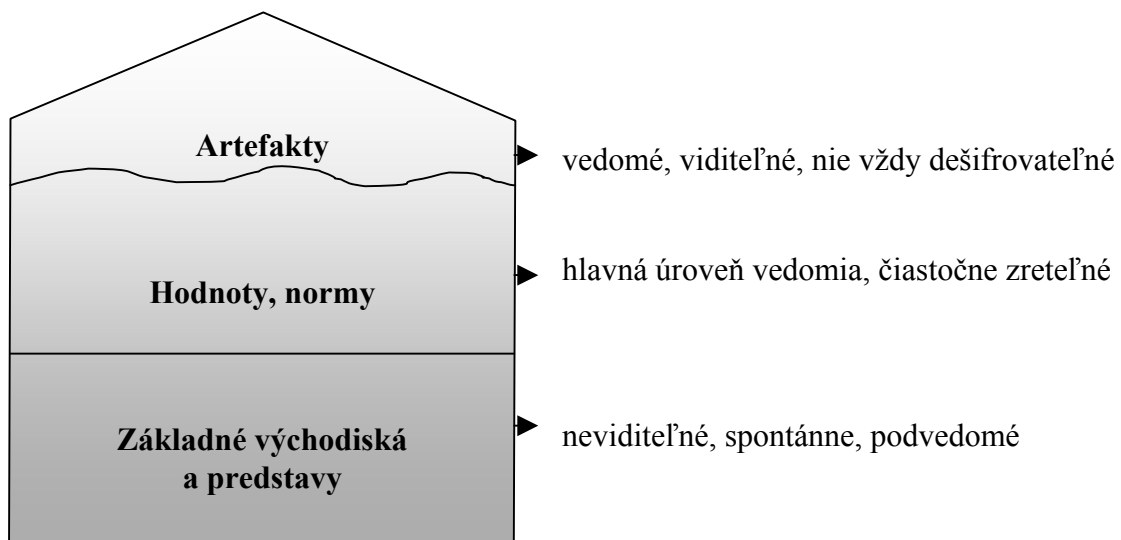 Artefakty
vedomé, viditeľné, nie vždy dešifrovateľné
Hodnoty, normy
hlavná úroveň vedomia, čiastočne zreteľné
Základné východiská
a predstavy
neviditeľné, spontánne, podvedomé